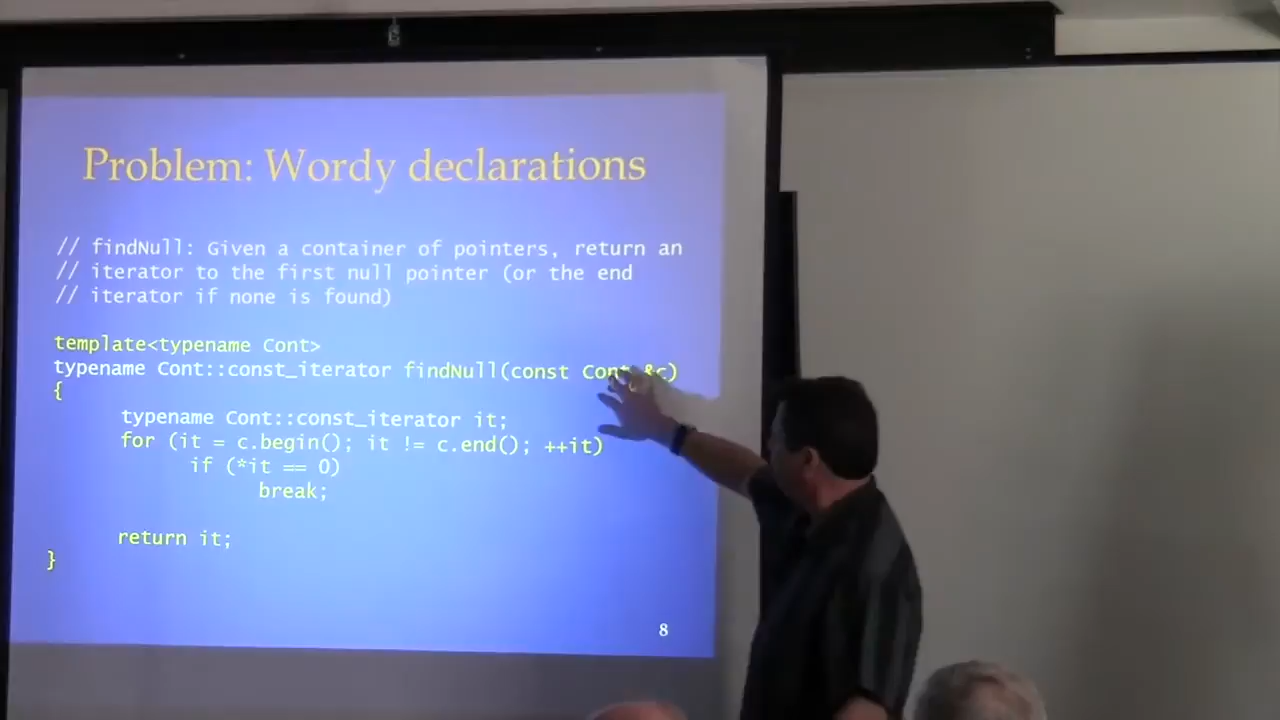 Problem: Wordy declarations
// findNull: Given a container of pointers, return an
// iterator to the first null pointer (or the end
// iterator if none is found)
template<typename Cont>
typename Cont::const_iterator findNull(const Cont &c)
{
typename Cont::const_iterator it;
for (it = c.begin(); it != c.end(); ++it)
if (*it == 0)
break;
return it;
}
8